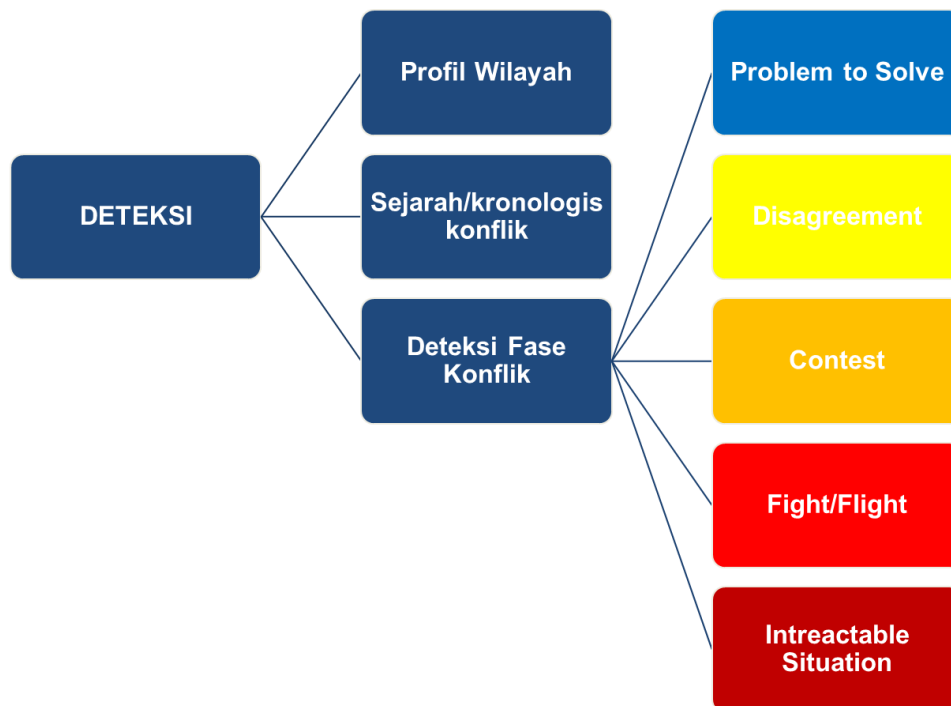 DETEKSI
Profil Wilayah
Sejarah/kronologis
konflik
Deteksi Fase
Konflik
Problem to Solve
Disagreement
Contest
Fight/Flight
Intreactable
Situation